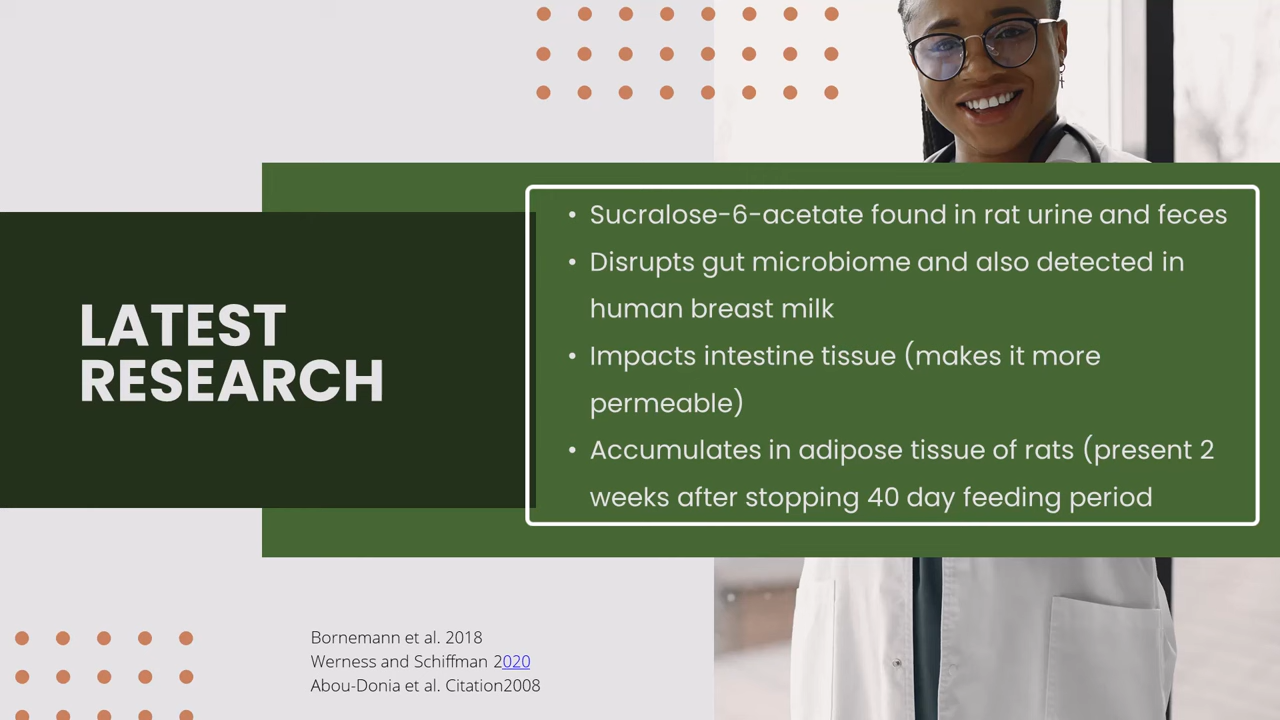 LATEST
RESEARCH
• Sucralose-6-acetate found in rat urine and feces
• Disrupts gut microbiome and also detected in
human breast milk
• Impacts intestine tissue (makes it more
permeable)
• Accumulates in adipose tissue of rats (present 2
weeks after stopping 40 day feeding period
Bornemann et al. 2018
Werness and Schiffman 2020
Abou-Donia et al. Citation2008